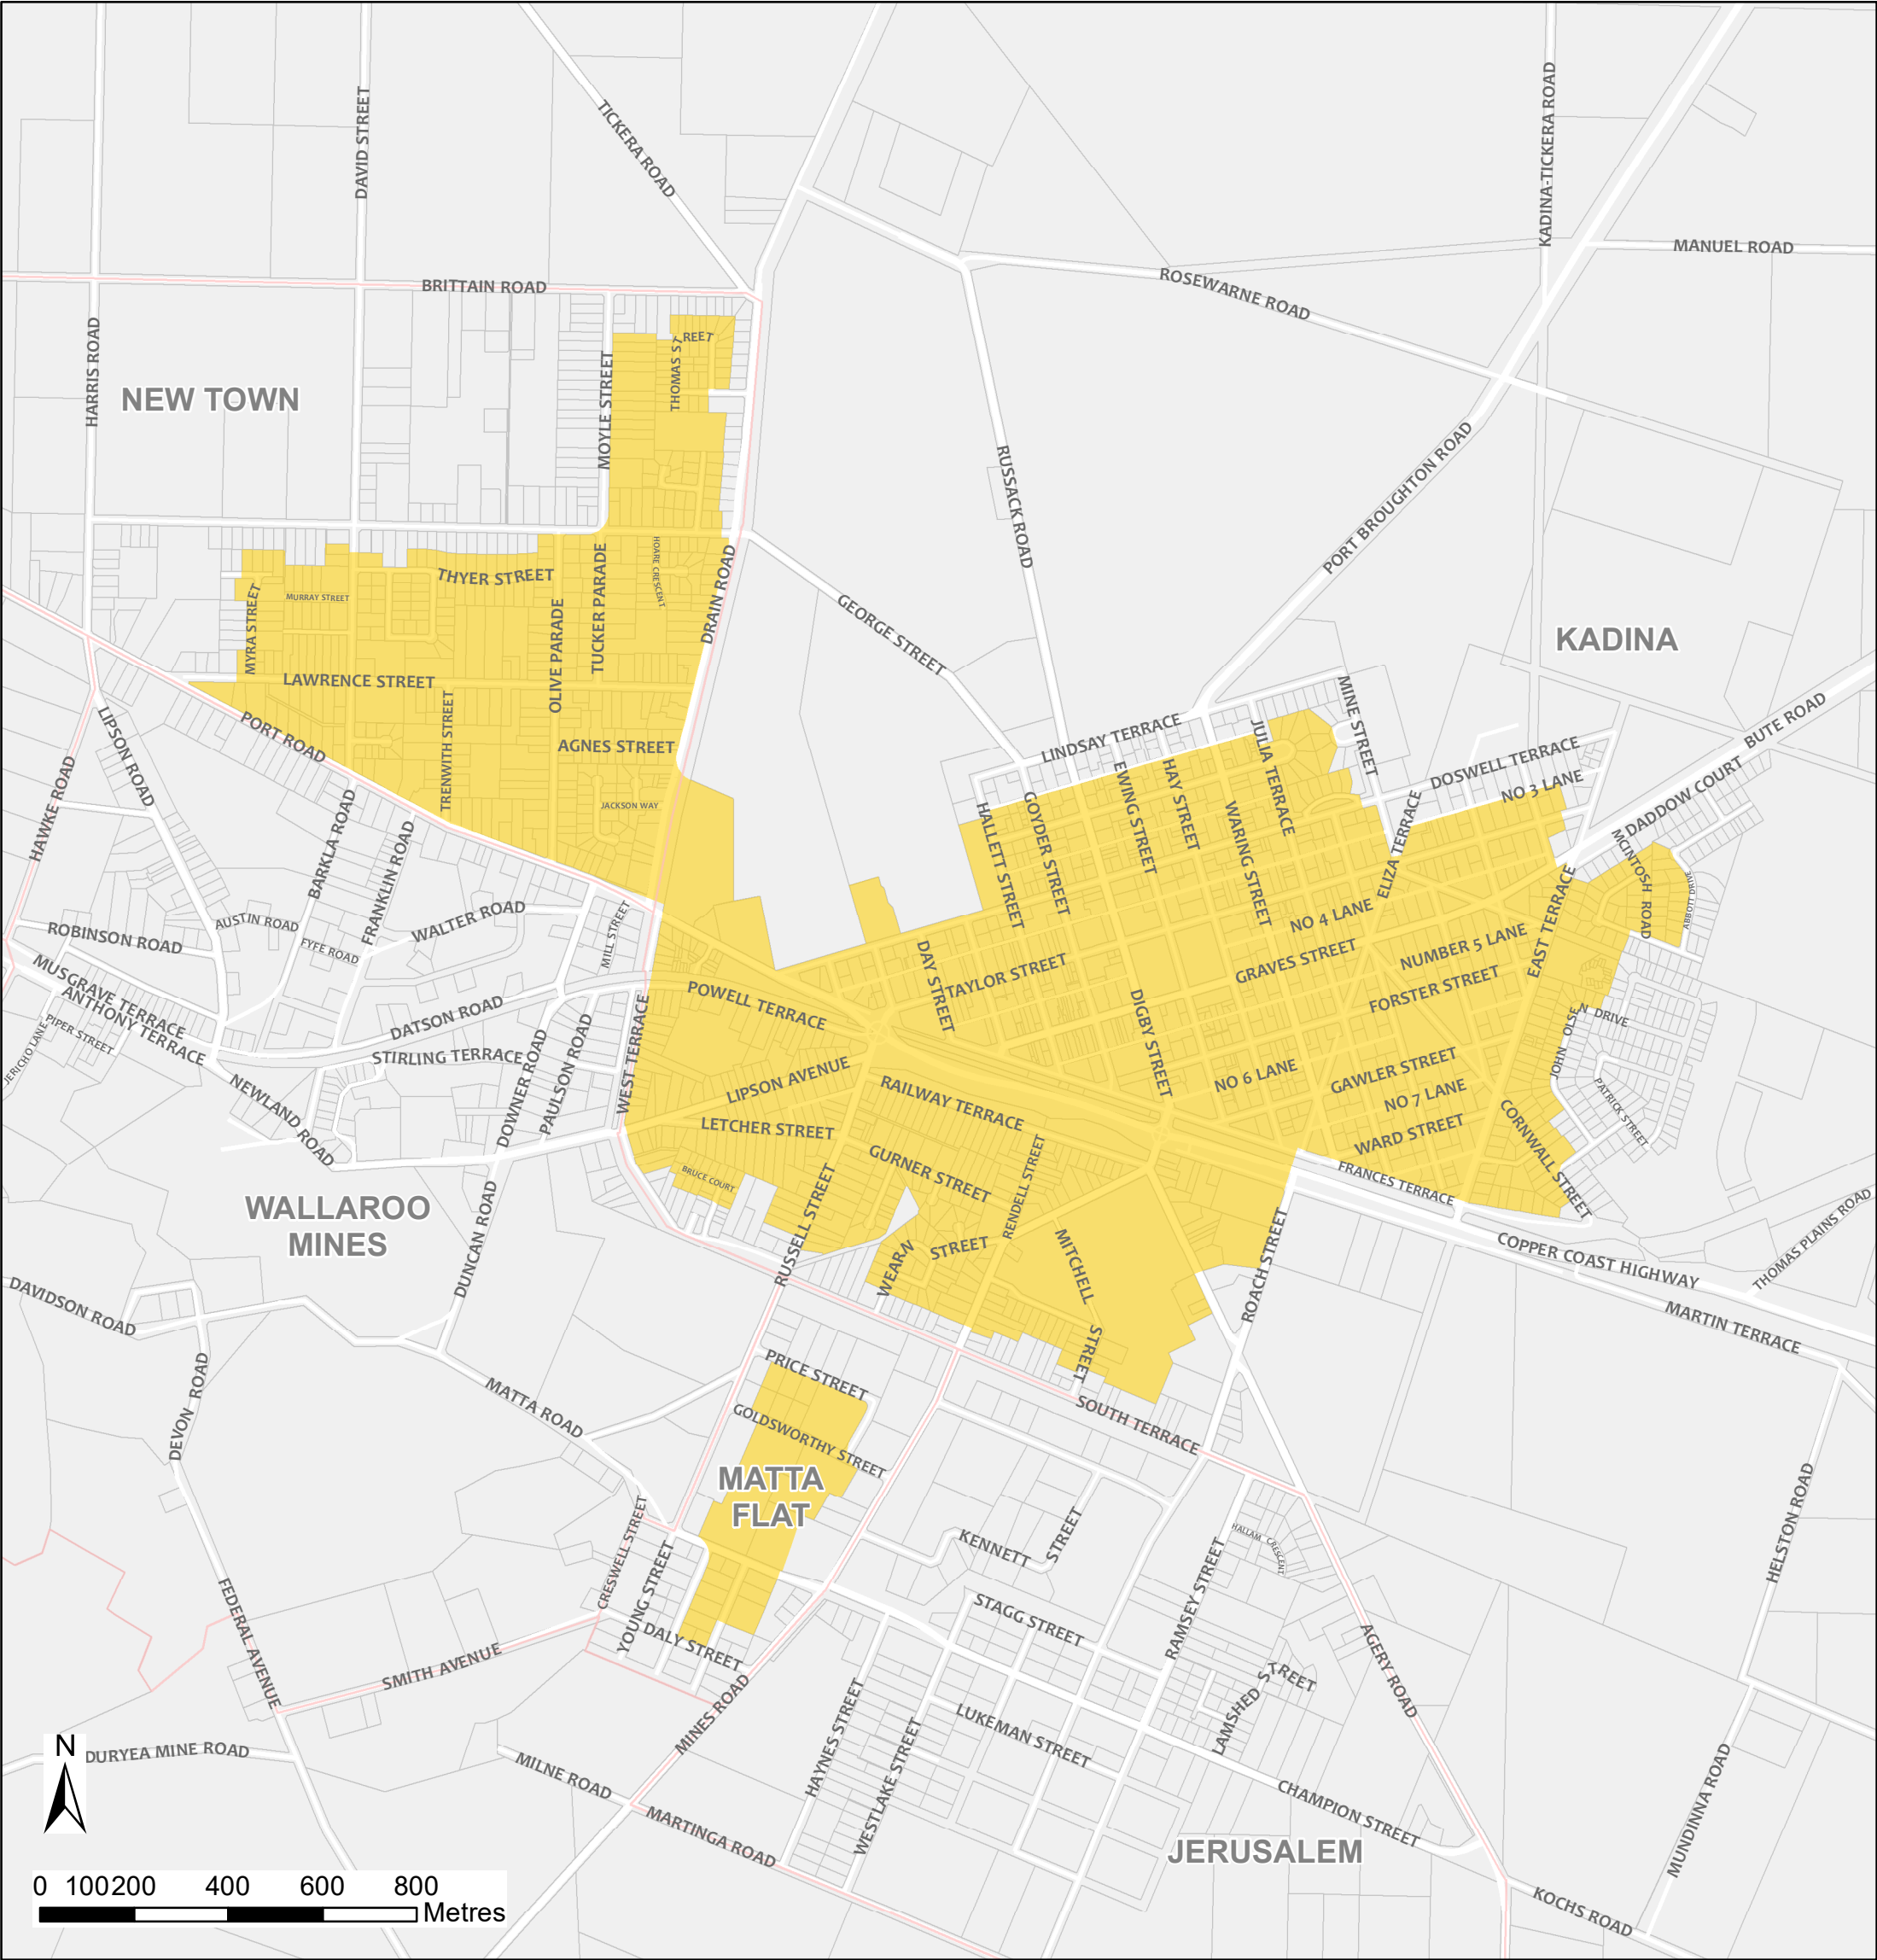 DAVID STREET
TICKERA ROAD
KADINA-TICKERA ROAD
MANUEL ROAD
BRITTAIN ROAD
ROSEWARNE ROAD
HARRIS ROAD
NEW TOWN
MOYLE STREET
THOMAS ST
REET
RUSSACK ROAD
PORT BROUGHTON ROAD
THYER STREET
MURRAY STREET
MYRA STREET
OLIVE PARADE
TUCKER PARADE
HOARE CRESCENT
DRAIN ROAD
GEORGE STREET
KADINA
LAWRENCE STREET
TRENWITH STREET
AGNES STREET
JACKSON WAY
PORT ROAD
LIPSON ROAD
HAWKE ROAD
BARKLA ROAD
FRANKLIN ROAD
LINDSAY TERRACE
JULIA TERRACE
MINE STREET
DOSWELL TERRACE
NO 3 LANE
BUTE ROAD
DADDOW COURT
MCINTOSH ROAD
ABBOTT DRIVE
HALLETT STREET
GOYDER STREET
EWING STREET
HAY STREET
WARING STREET
ELIZA TERRACE
NO 4 LANE
GRAVES STREET
NUMBER 5 LANE
FORSTER STREET
EAST TERRACE
ROBINSON ROAD
AUSTIN ROAD
FYFE ROAD
WALTER ROAD
MILL STREET
MUSGRAVE TERRACE
ANTHONY TERRACE
PIPER STREET
JERICHO LANE
DATSON ROAD
STIRLING TERRACE
NEWLAND ROAD
DOWNER ROAD
PAULSON ROAD
WEST TERRACE
POWELL TERRACE
DAY STREET
TAYLOR STREET
DIGBY STREET
LIPSON AVENUE
RAILWAY TERRACE
LETCHER STREET
NO 6 LANE
GAWLER STREET
NO 7 LANE
WARD STREET
JOHN OLSE
N DRIVE
PATRICK STREET
CORNWALL STREET
FRANCES TERRACE
BRUCE COURT
GURNER STREET
RENDELL STREET
RUSSELL STREET
WEARN
STREET
MITCHELL
STREET
ROACH STREET
COPPER COAST HIGHWAY
THOMAS PLAINS ROAD
MARTIN TERRACE
WALLAROO
MINES
DUNCAN ROAD
DAVIDSON ROAD
DEVON ROAD
MATTA ROAD
PRICE STREET
GOLDSWORTHY STREET
SOUTH TERRACE
MATTA
FLAT
CRESWELL STREET
YOUNG STREET
DALY STREET
KENNETT
STREET
HALLAM CRESCENT
HELSTON ROAD
FEDERAL AVENUE
SMITH AVENUE
STAGG STREET
RAMSEY STREET
AGERY ROAD
LAMSHED S
TREET
MINES ROAD
HAYNES STREET
WESTLAKE STREET
LUKEMAN STREET
DURYEA MINE ROAD
MILNE ROAD
MARTINGA ROAD
CHAMPION STREET
JERUSALEM
MUNDINNA ROAD
KOCHS ROAD
N
0 100 200 400 600 800
Metres